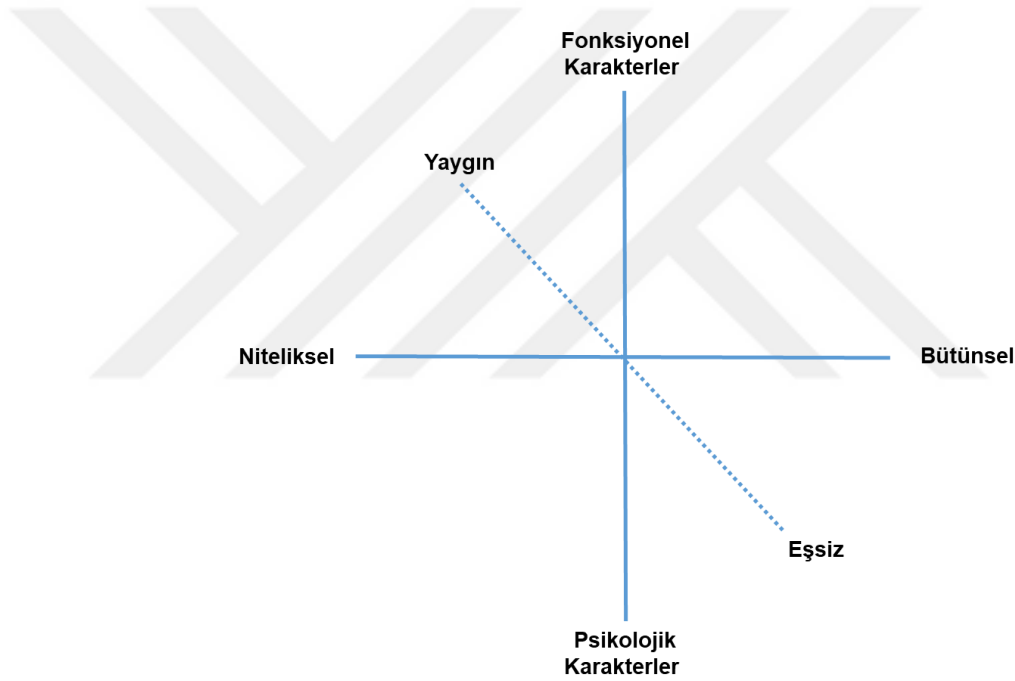 Fonksiyonel
Karakterler
Yaygın
Niteliksel
Bütünsel
Eşsiz
Psikolojik
Karakterler